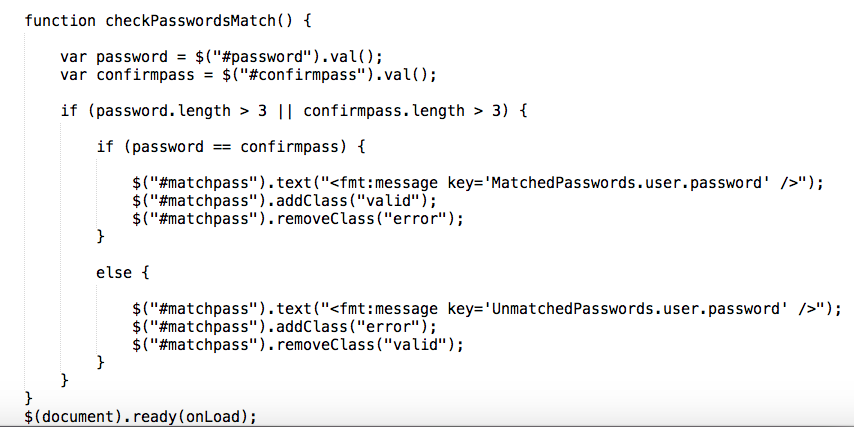 function checkPasswordsMatch() {
var password = $("#password").val();
var confirmpass = $("#confirmpass").val();
if (password.length > 3 || confirmpass.length > 3) {
if (password == confirmpass) {
$("#matchpass").text("<fmt:message key='MatchedPasswords.user.password' />");
$("#matchpass").addClass("valid");
$("#matchpass").removeClass("error");
}
else {
$("#matchpass").text("<fmt:message key='UnmatchedPasswords.user.password' />");
$("#matchpass").addClass("error");
$("#matchpass").removeClass("valid");
}
}
}
$(document).ready(onLoad);